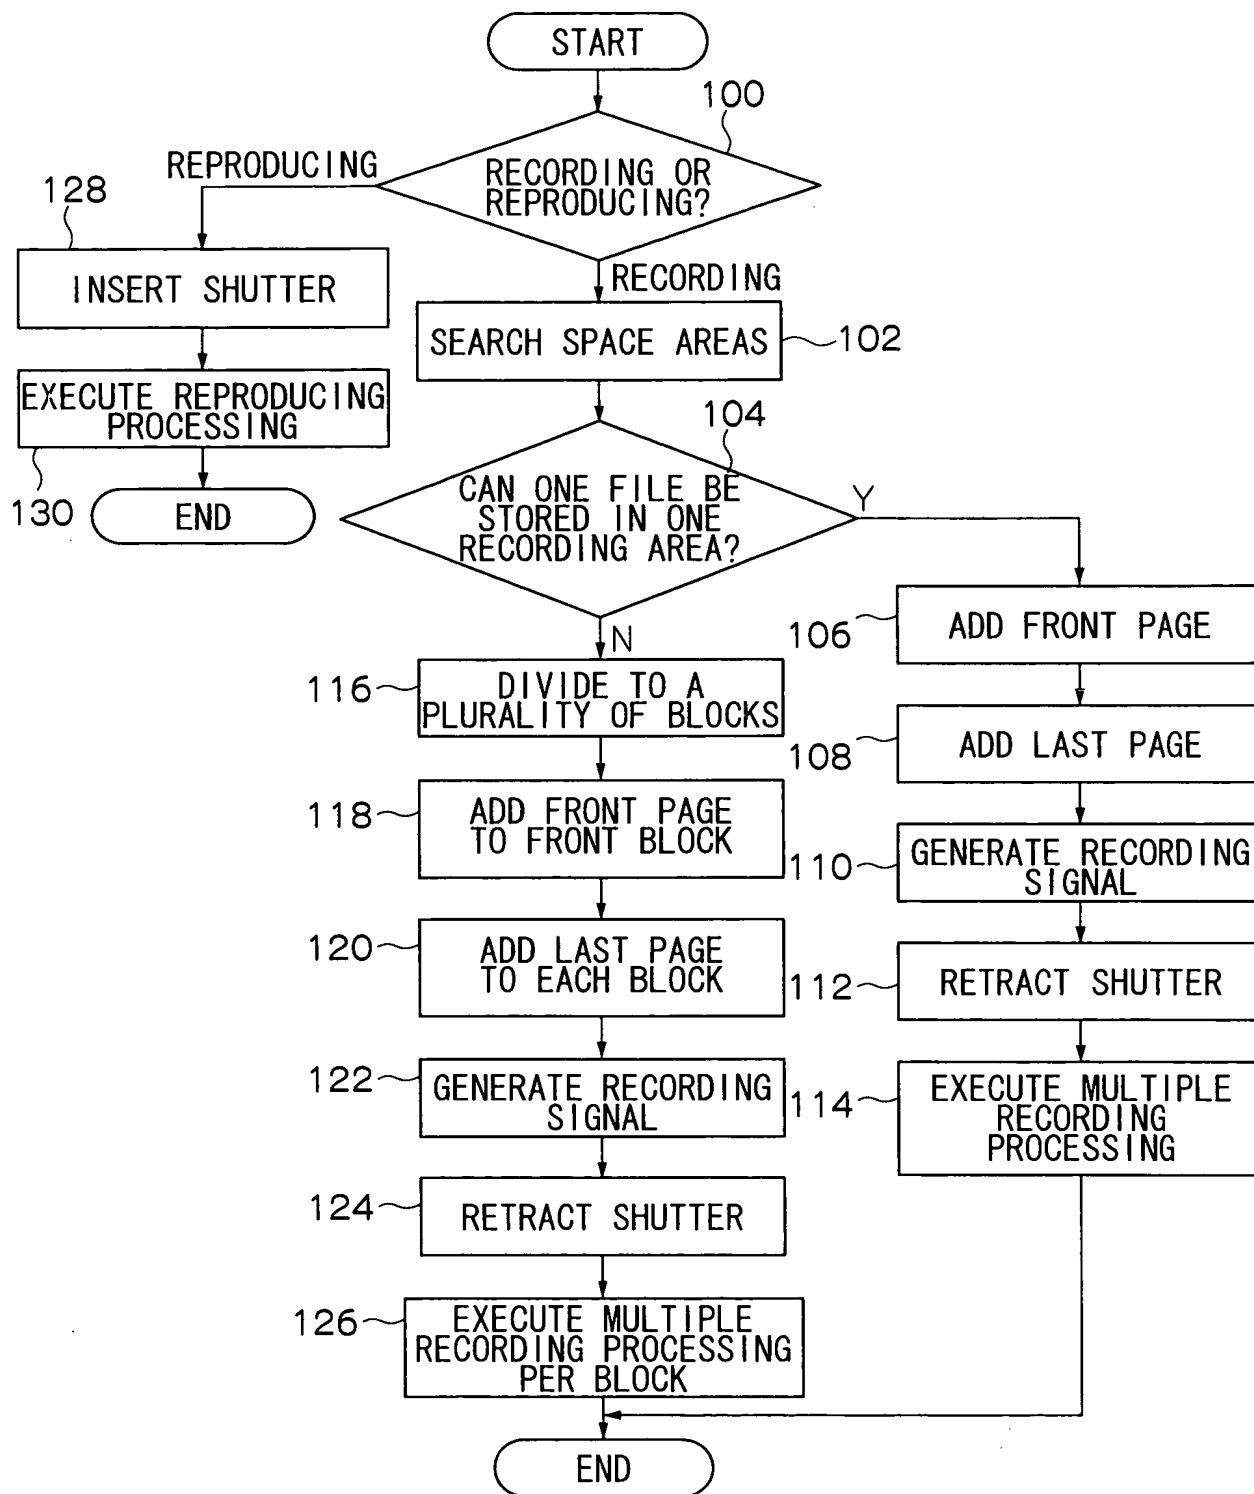 START
100
RECORDING OR
REPRODUCING?
REPRODUCING
128
INSERT SHUTTER
EXECUTE REPRODUCING
PROCESSING
130
END
RECORDING
SEARCH SPACE AREAS
102
104
CAN ONE FILE BE
STORED IN ONE
RECORDING AREA?
Y
106
ADD FRONT PAGE
108
ADD LAST PAGE
110
GENERATE RECORDING
SIGNAL
112
RETRACT SHUTTER
114
EXECUTE MULTIPLE
RECORDING
PROCESSING
N
116
DIVIDE TO A
PLURALITY OF BLOCKS
118
ADD FRONT PAGE
TO FRONT BLOCK
120
ADD LAST PAGE
TO EACH BLOCK
122
GENERATE RECORDING
SIGNAL
124
RETRACT SHUTTER
126
EXECUTE MULTIPLE
RECORDING PROCESSING
PER BLOCK
END